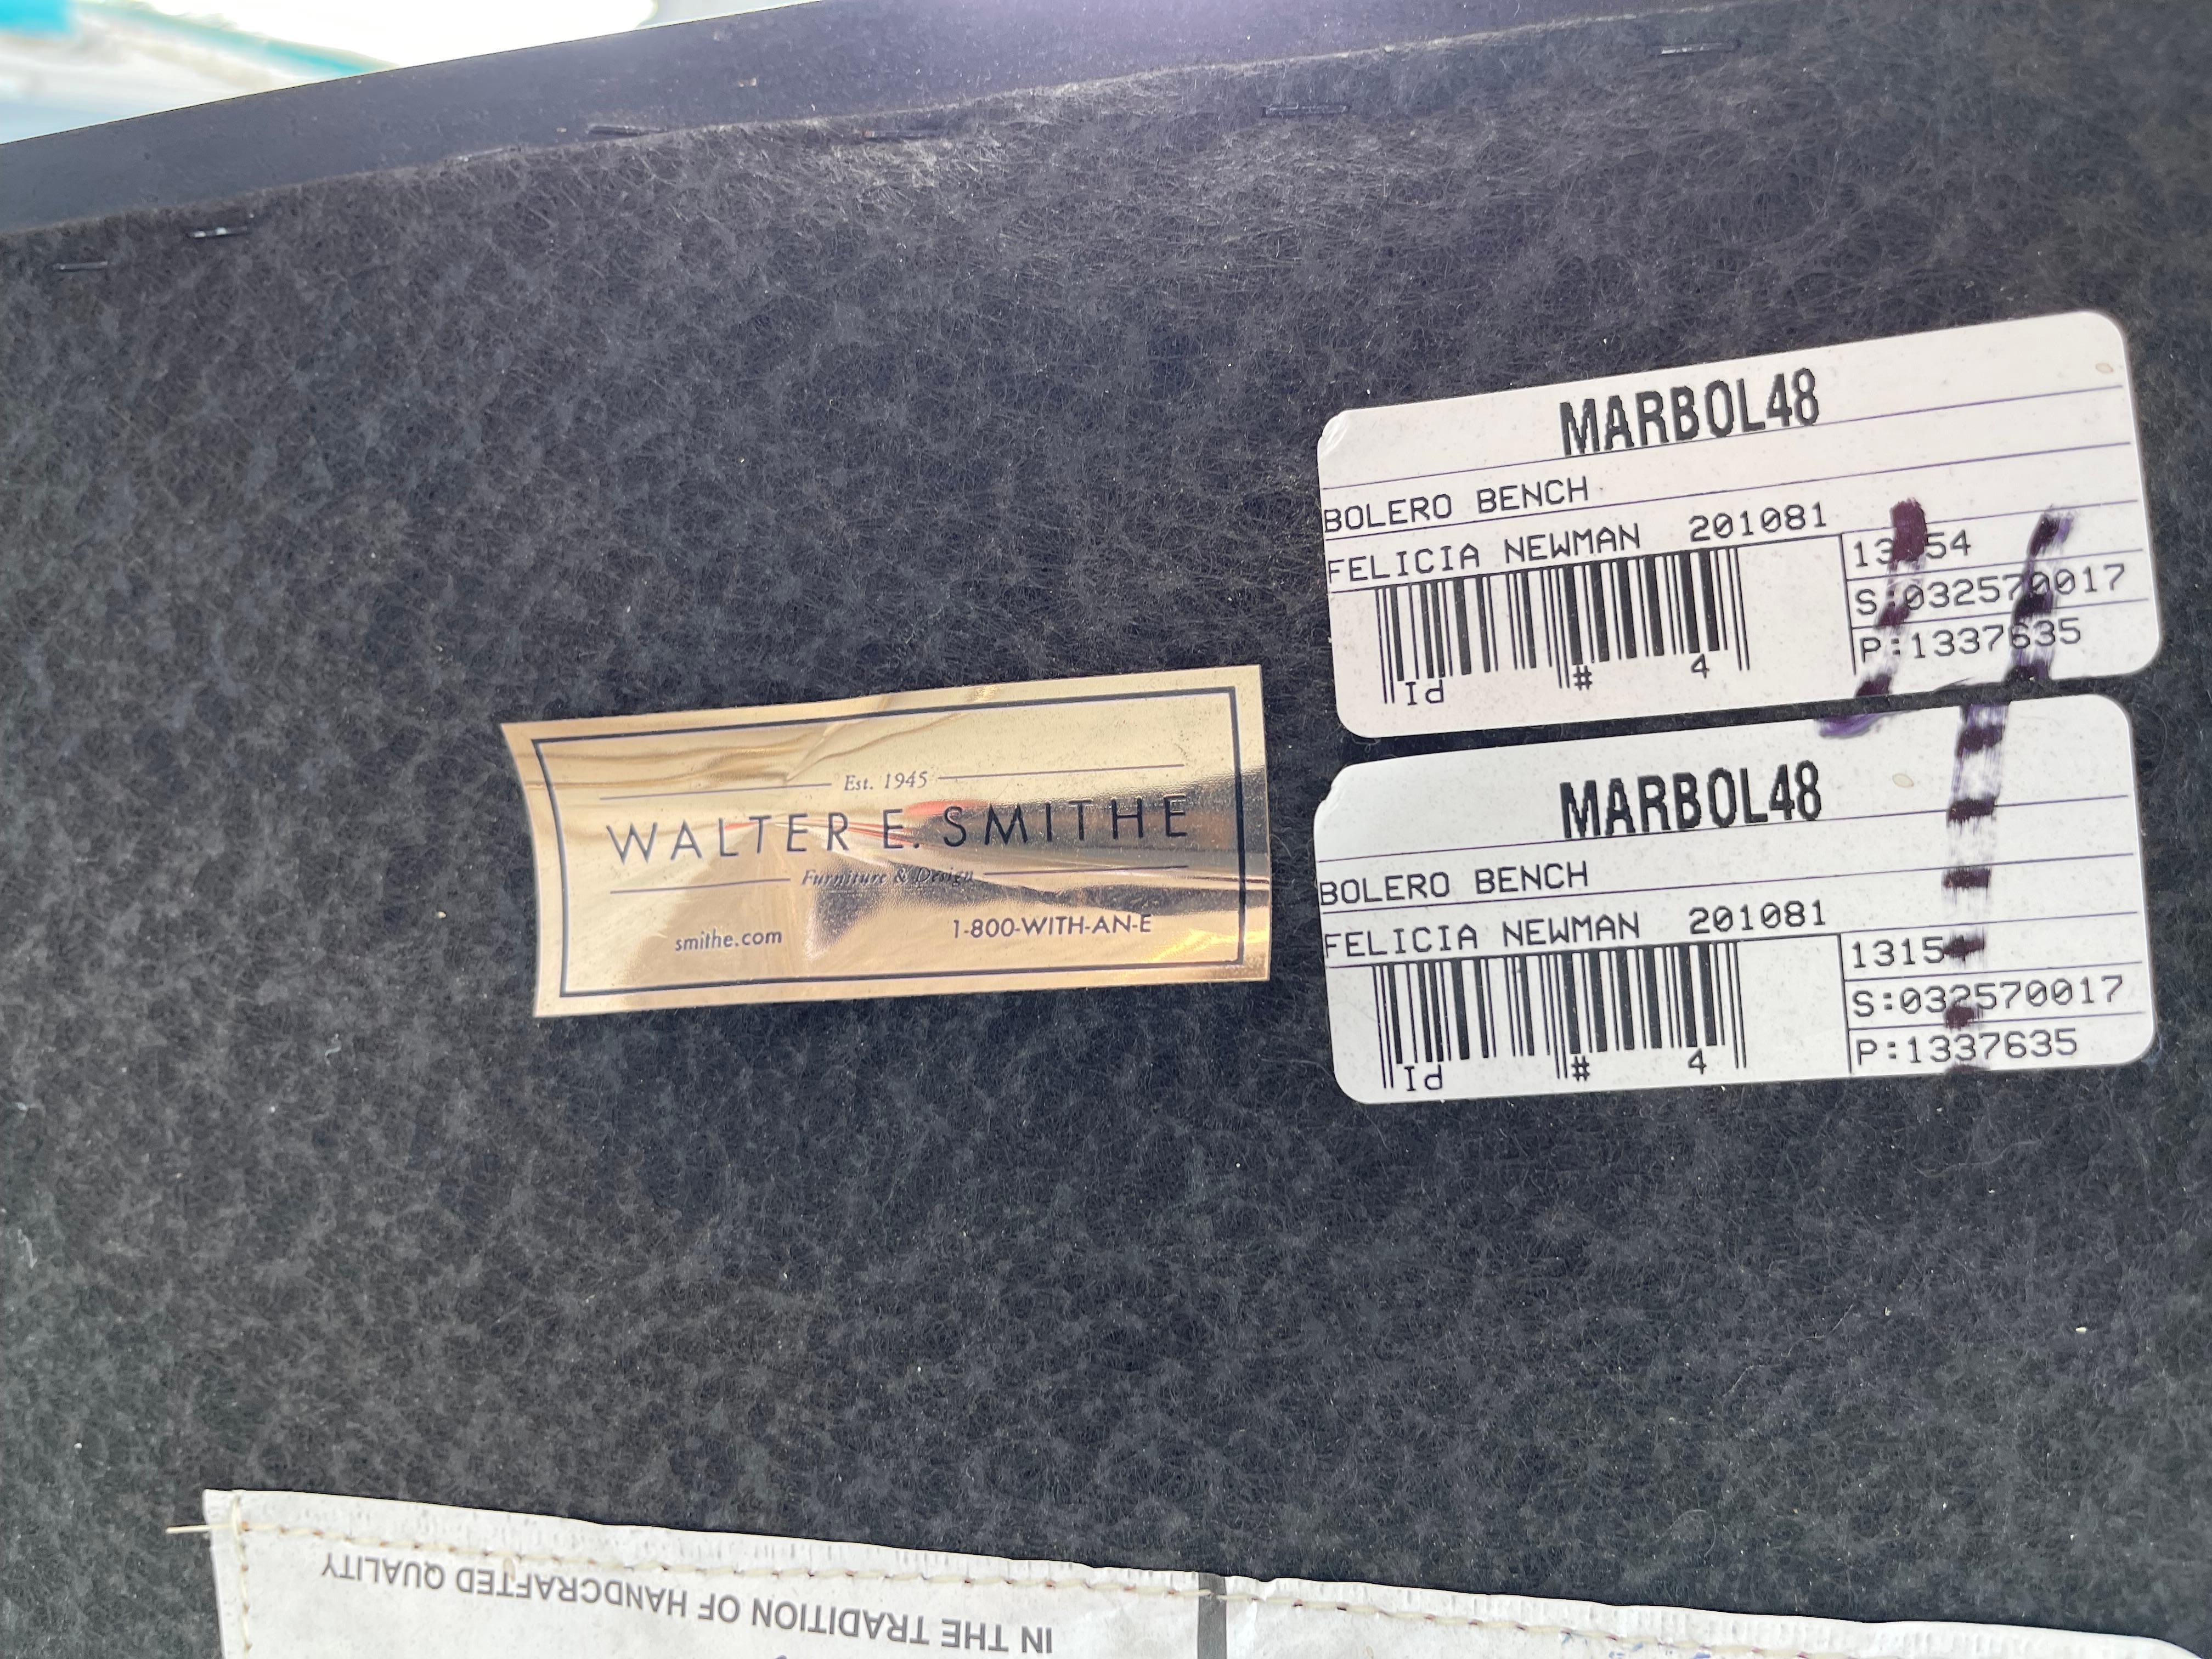 MARBOL48
BOLERO BENCH
FELICIA NEWMAN 201081
S:032570017
P:1337635
Id # 4
Est. 1945
WALTER E. SMITHE
Furniture & Design
smithe.com 1-800-WITH-AN-E
MARBOL48
BOLERO BENCH
FELICIA NEWMAN 201081
13154
S:032570017
P:1337635
Id # 4
IN THE TRADITION OF HANDCRAFTED QUALITY